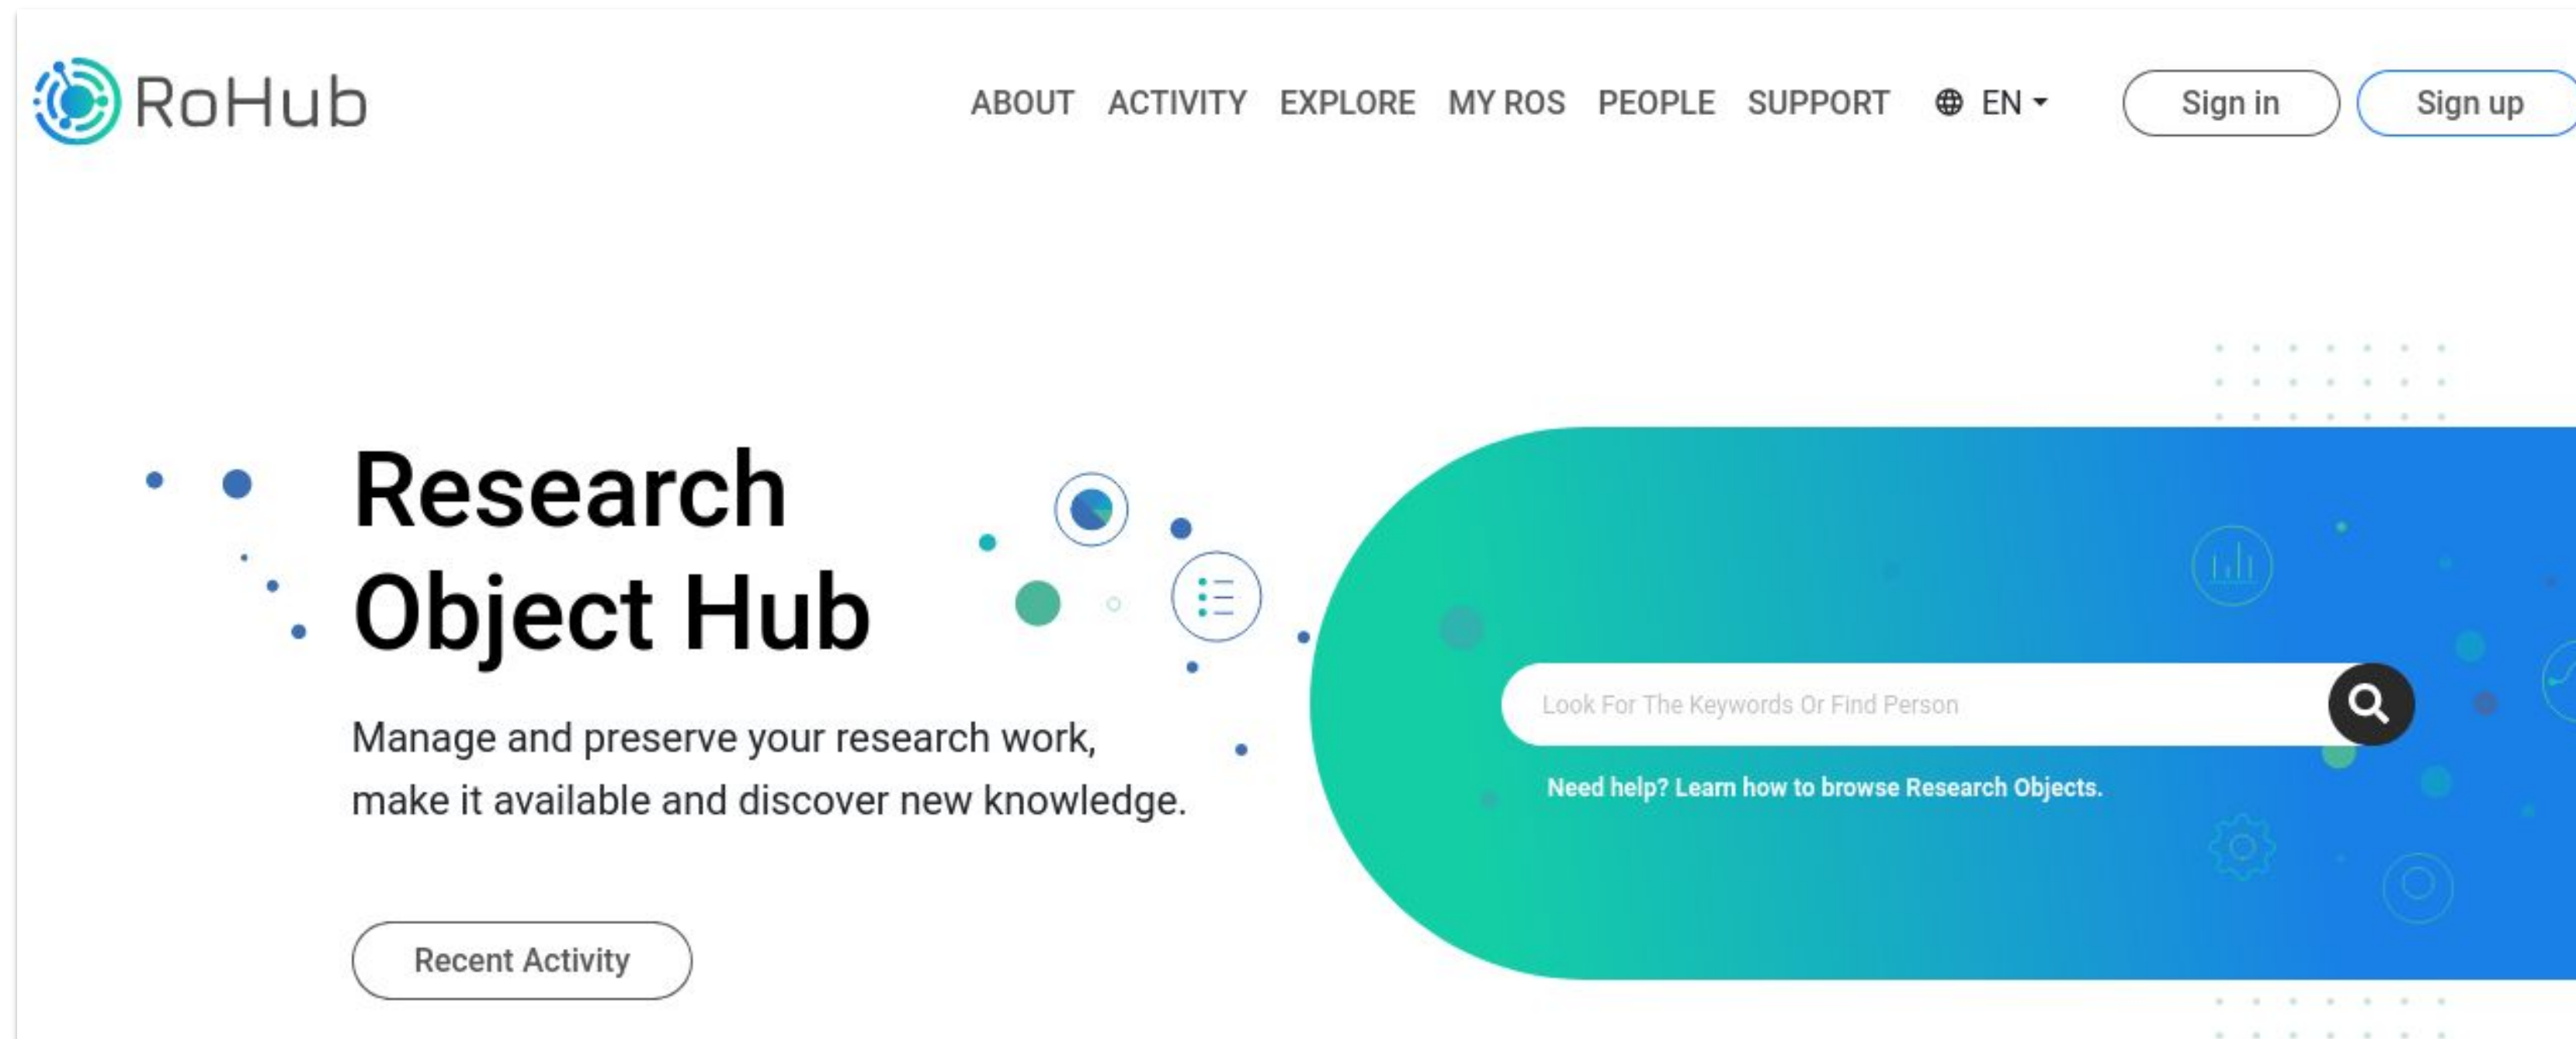 RoHub
ABOUT ACTIVITY EXPLORE MY ROS PEOPLE SUPPORT EN Sign in Sign up
Research
Object Hub
Manage and preserve your research work,
make it available and discover new knowledge.
Recent Activity
Look For The Keywords Or Find Person
Need help? Learn how to browse Research Objects.